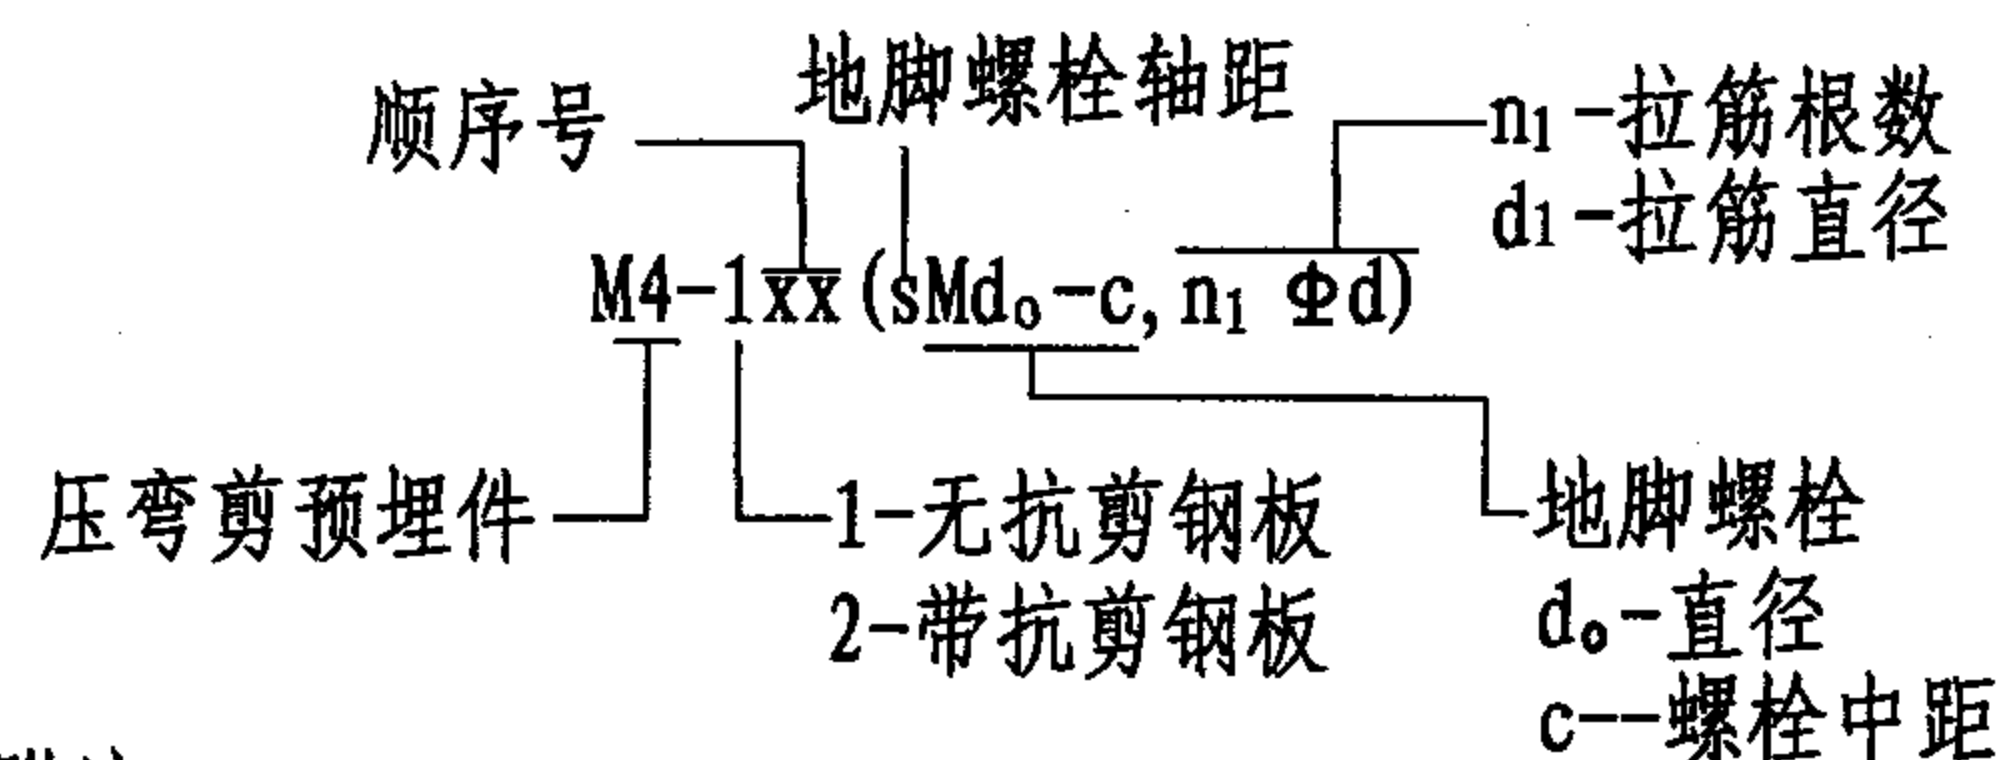 地脚螺栓轴距
顺序号
n₁-拉筋根数
d₁-拉筋直径
M4-1xx(sMd₀-c, n₁ Φd)
压弯剪预埋件
1-无抗剪钢板
2-带抗剪钢板
地脚螺栓
d₀-直径
c--螺栓中距